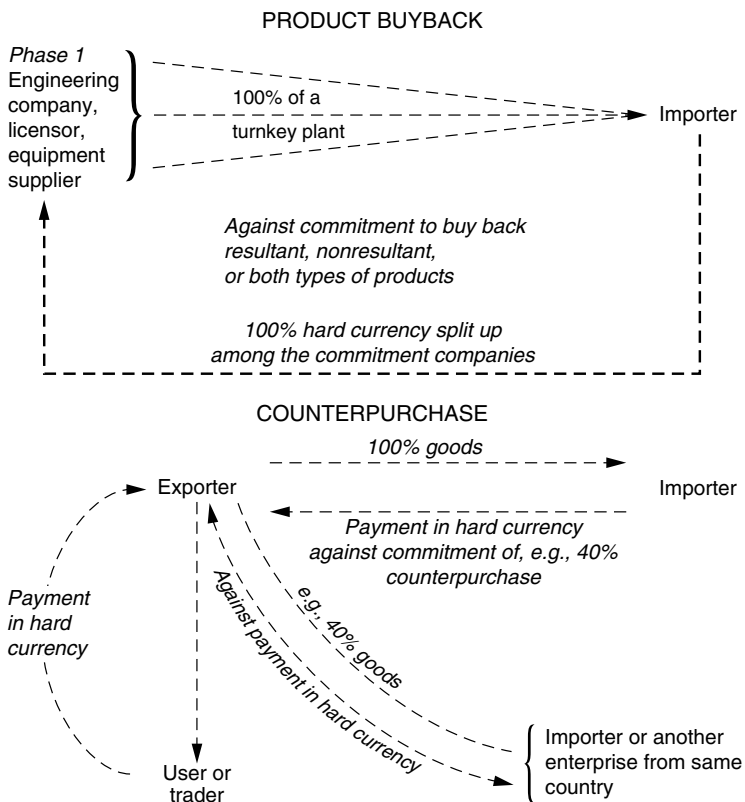 PRODUCT BUYBACK
Phase 1
Engineering
company,
licensor,
equipment
supplier
100% of a
turnkey plant
Importer
Against commitment to buy back
resultant, nonresultant,
or both types of products
100% hard currency split up
among the commitment companies
COUNTERPURCHASE
100% goods
Exporter
Importer
Payment in hard currency
against commitment of, e.g., 40%
counterpurchase
Payment
in hard
currency
e.g., 40% goods
Against payment in hard currency
User or
trader
Importer or another
enterprise from same
country